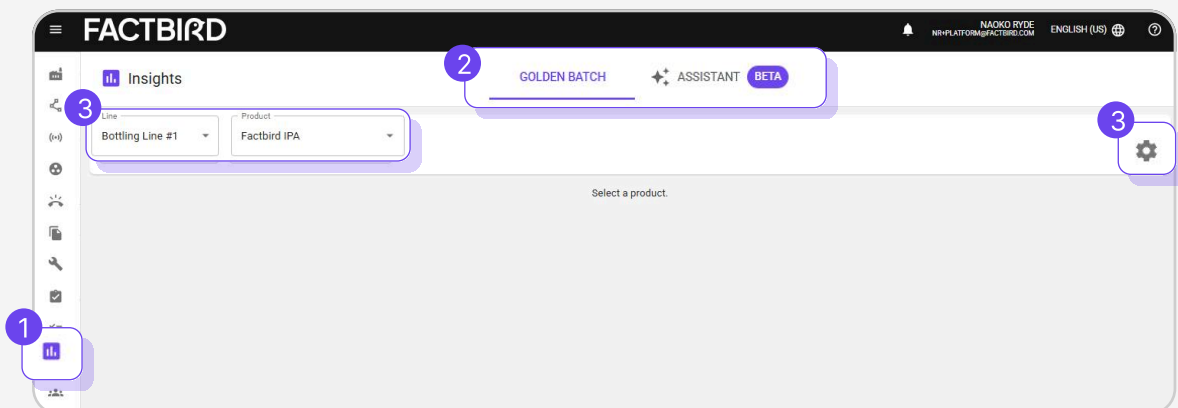 FACTBIRD
NAOKO RYDE
NR+PLATFORM@FACTBIRD.COM
ENGLISH (US)
Insights
2
GOLDEN BATCH
ASSISTANT BETA
3
Line
Bottling Line #1
Product
Factbird IPA
3
Select a product.
1